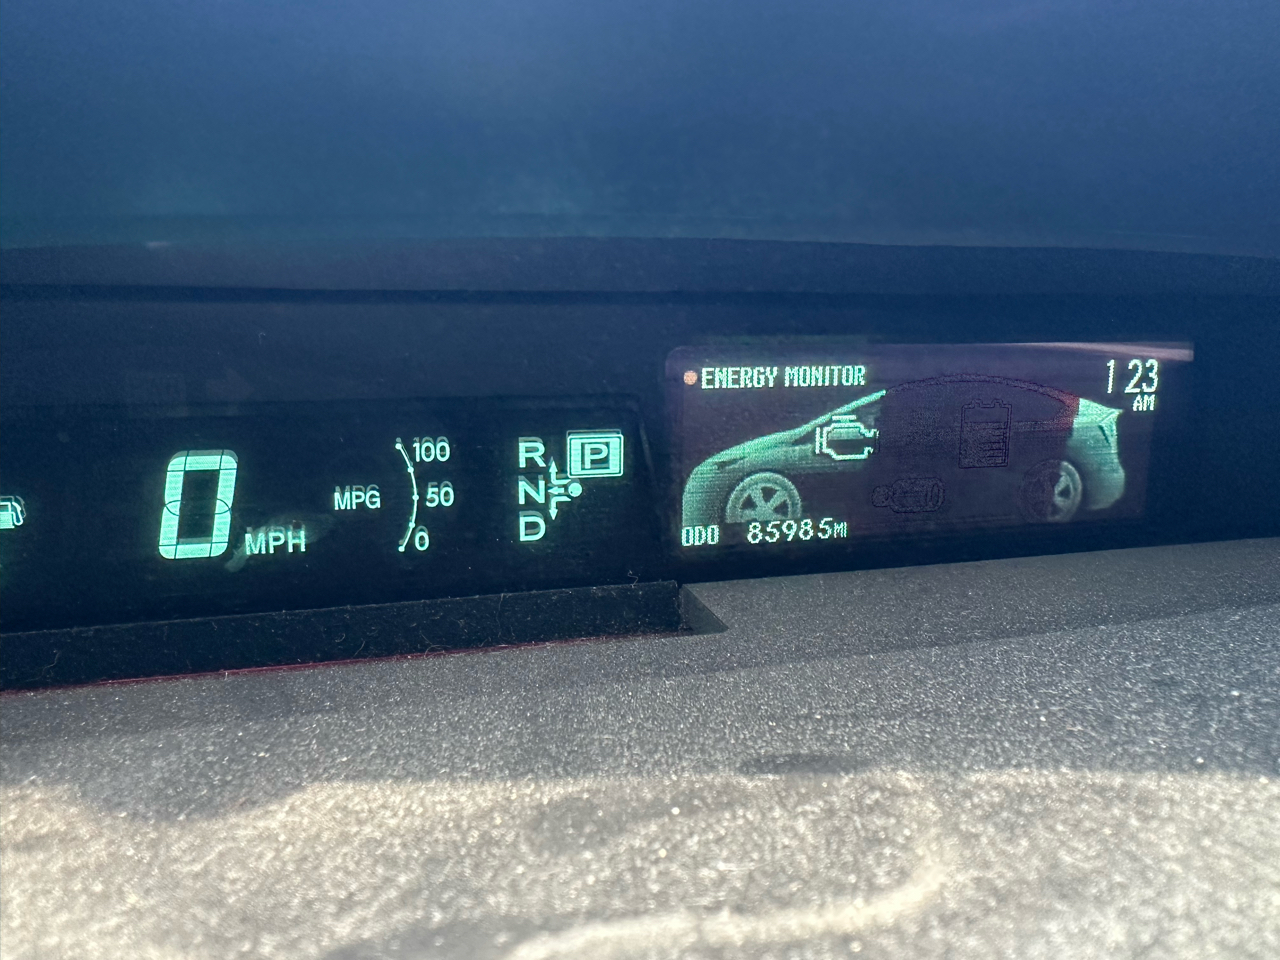 0 MPH
MPG
100
50
0
R
N
D
P
ENERGY MONITOR
1 23
AM
ODO 85985MI